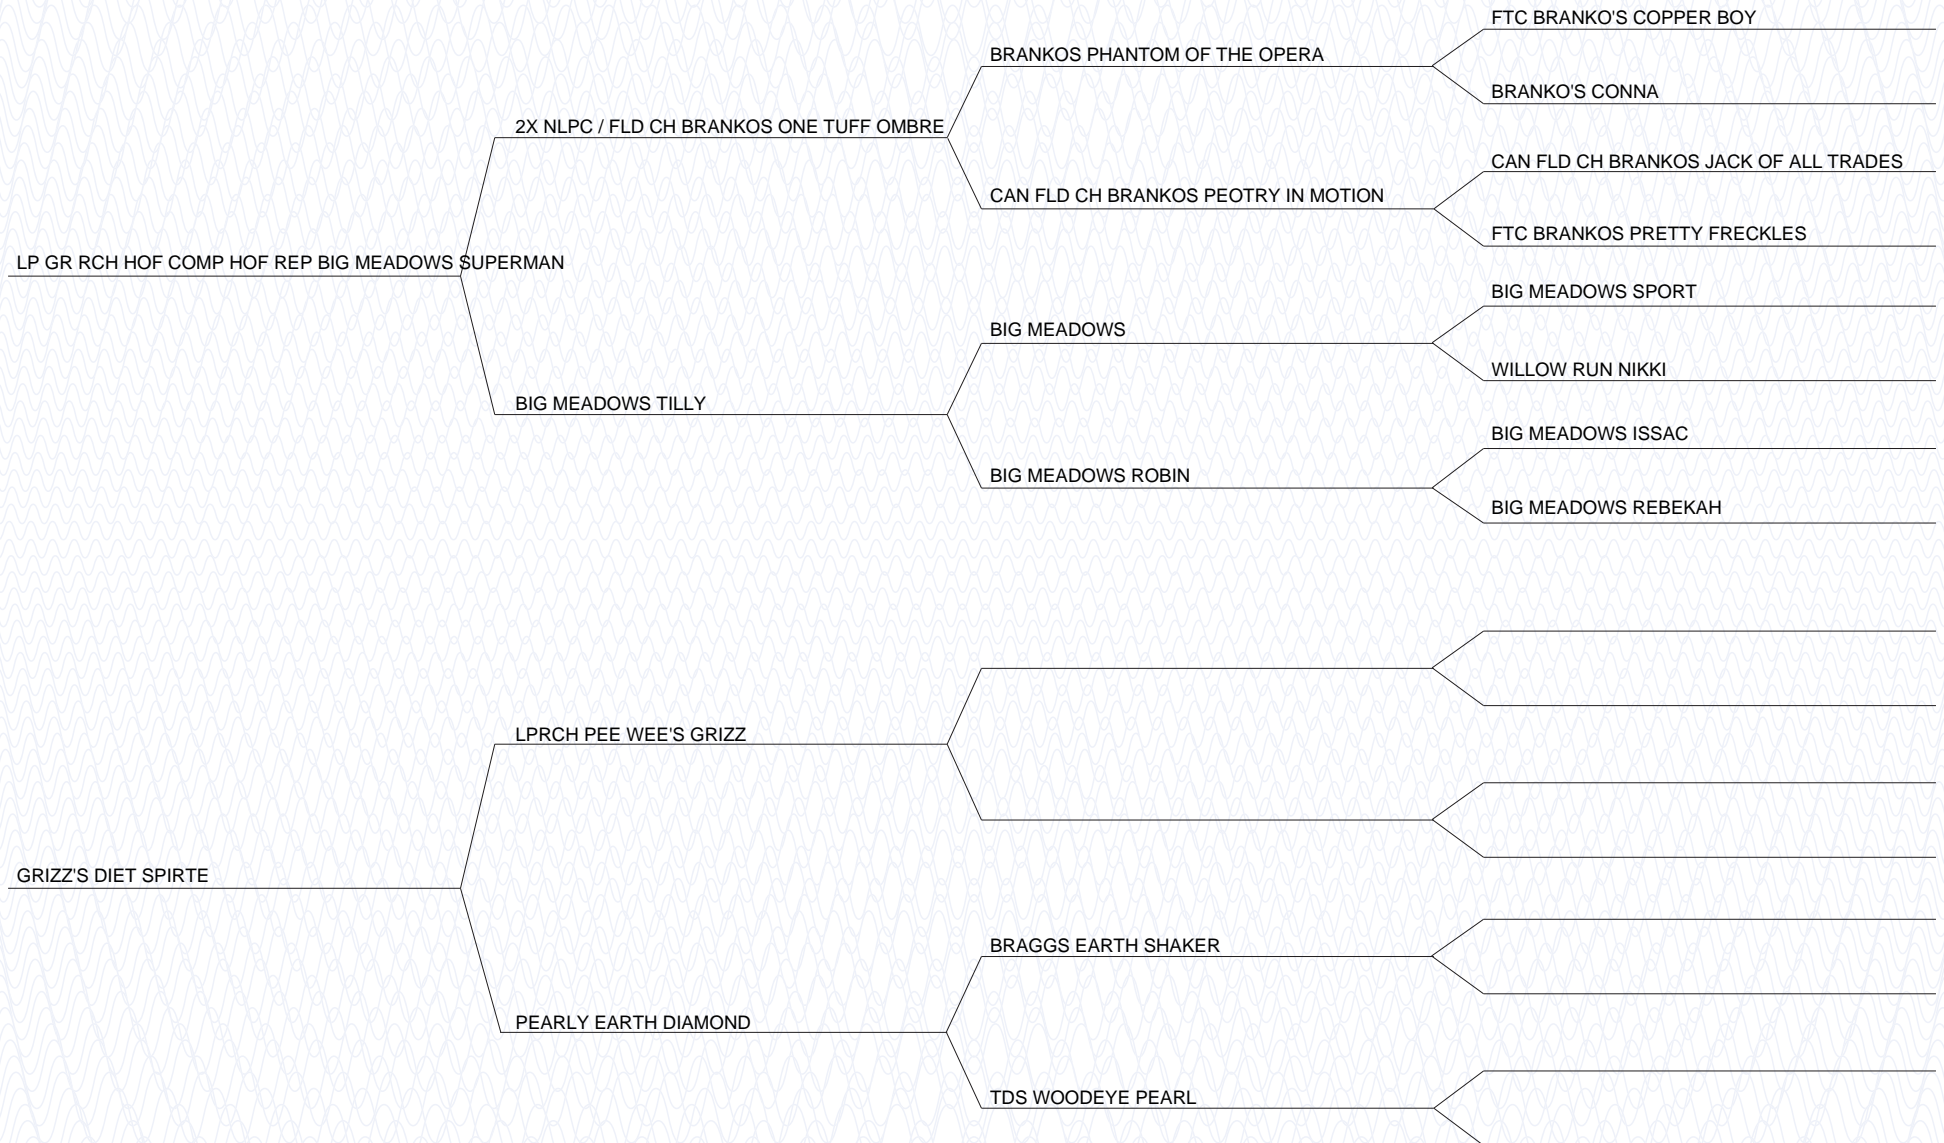 FTC BRANKO'S COPPER BOY
BRANKOS PHANTOM OF THE OPERA
BRANKO'S CONNA
2X NLPC / FLD CH BRANKOS ONE TUFF OMBRE
CAN FLD CH BRANKOS JACK OF ALL TRADES
CAN FLD CH BRANKOS PEOTRY IN MOTION
FTC BRANKOS PRETTY FRECKLES
LP GR RCH HOF COMP HOF REP BIG MEADOWS SUPERMAN
BIG MEADOWS SPORT
BIG MEADOWS
WILLOW RUN NIKKI
BIG MEADOWS TILLY
BIG MEADOWS ISSAC
BIG MEADOWS ROBIN
BIG MEADOWS REBEKAH
LPRCH PEE WEE'S GRIZZ
GRIZZ'S DIET SPIRTE
BRAGGS EARTH SHAKER
PEARLY EARTH DIAMOND
TDS WOODEYE PEARL